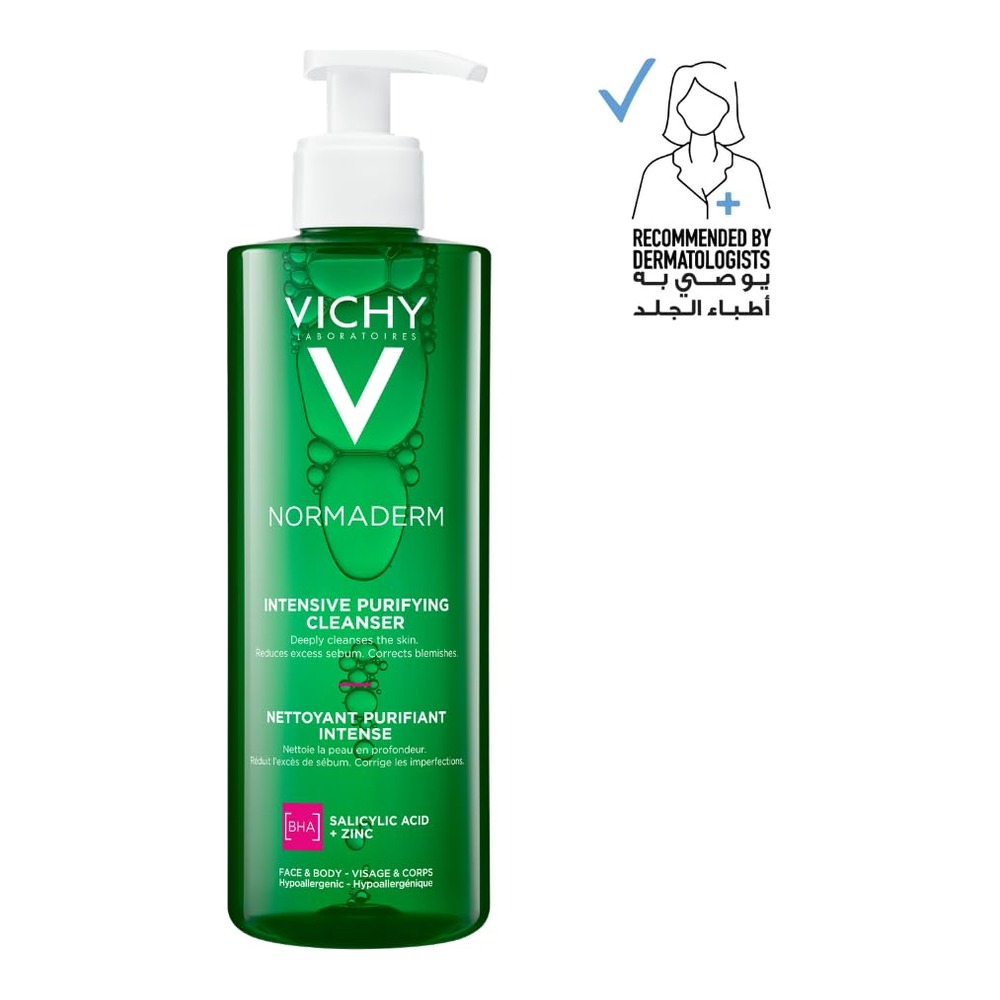 VICHY
LABORATOIRES
V
NORMADERM
INTENSIVE PURIFYING
CLEANSER
Deeply cleanses the skin.
Reduces excess sebum. Corrects blemishes.
NETTOYANT PURIFIANT
INTENSE
Nettoie la peau en profondeur.
Réduit l'excès de sébum. Corrige les imperfections.
[BHA]
SALICYLIC ACID
+ ZINC
FACE & BODY - VISAGE & CORPS
Hypoallergenic - Hypoallergénique
RECOMMENDED BY
DERMATOLOGISTS
يوصي به
أطباء الجلد